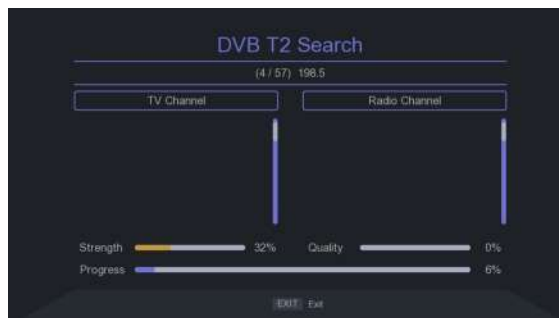 DVB T2 Search
(4 / 57) 198.5
TV Channel Radio Channel
Strength 32% Quality 0%
Progress 6%
EXIT Exit